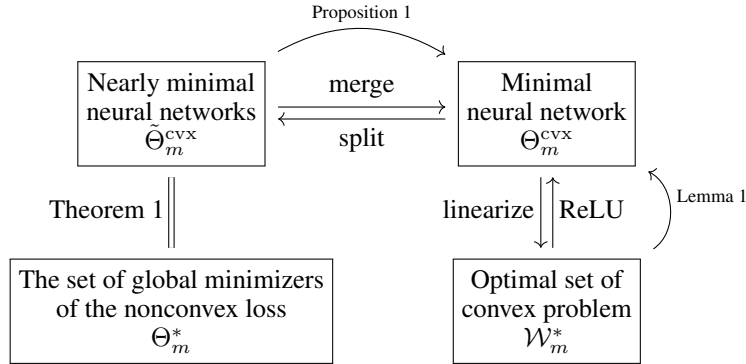 Proposition 1
Nearly minimal
neural networks
Θ̃_m^cvx
merge
split
Minimal
neural network
Θ_m^cvx
Theorem 1
linearize
ReLU
Lemma 1
The set of global minimizers
of the nonconvex loss
Θ_m^*
Optimal set of
convex problem
𝒲_m^*